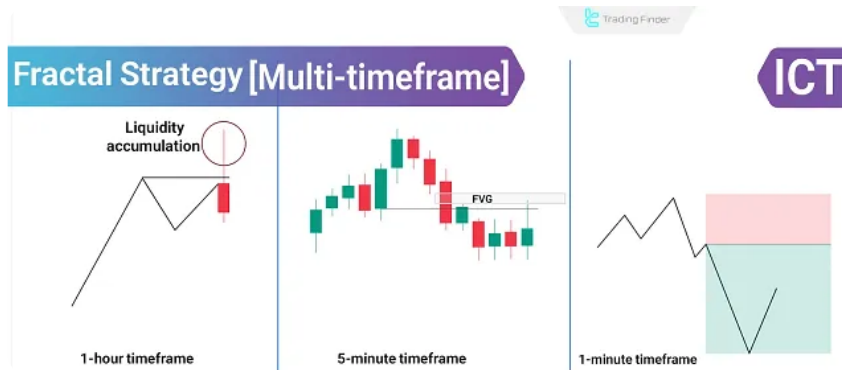 Trading Finder
Fractal Strategy [Multi-timeframe]
ICT
Liquidity
accumulation
FVG
1-hour timeframe
5-minute timeframe
1-minute timeframe